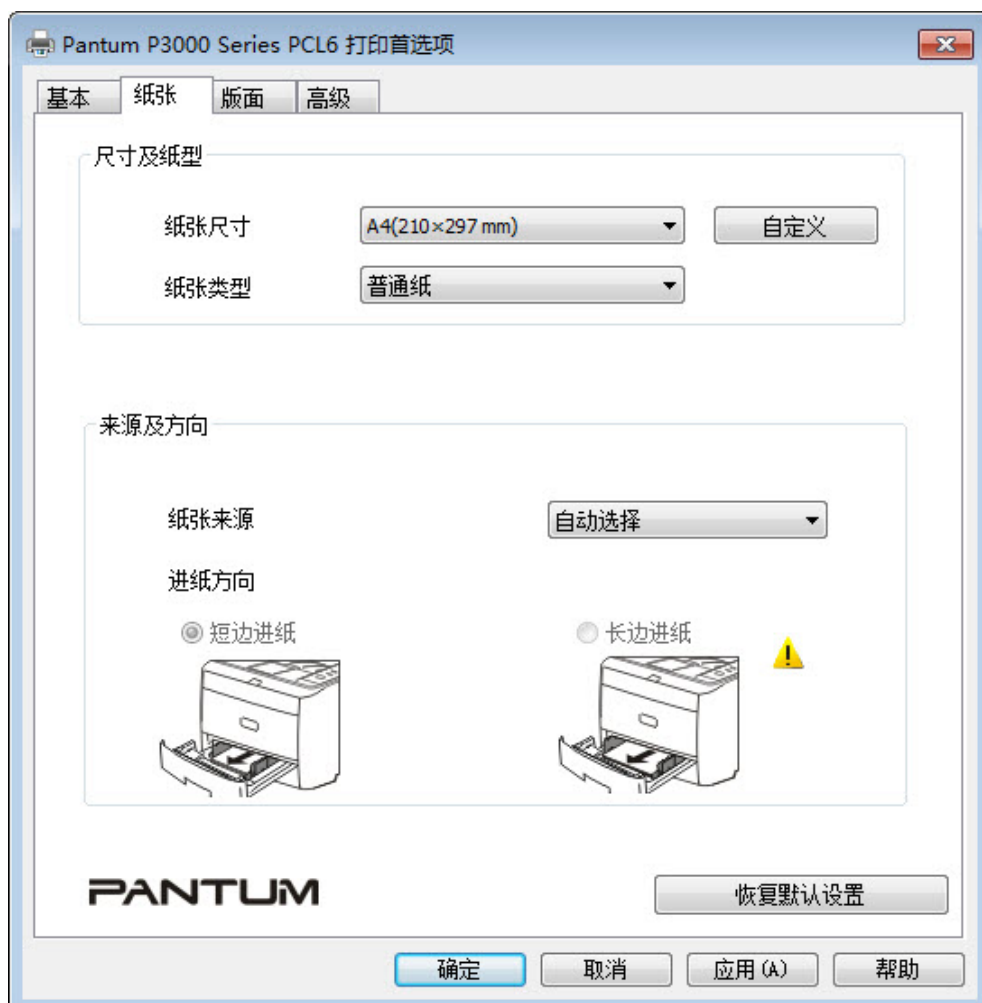 Pantum P3000 Series PCL6 打印首选项
基本 纸张 版面 高级
尺寸及纸型
纸张尺寸 A4(210×297 mm) 自定义
纸张类型 普通纸
来源及方向
纸张来源 自动选择
进纸方向
短边进纸 长边进纸
PANTUM 恢复默认设置
确定 取消 应用(A) 帮助